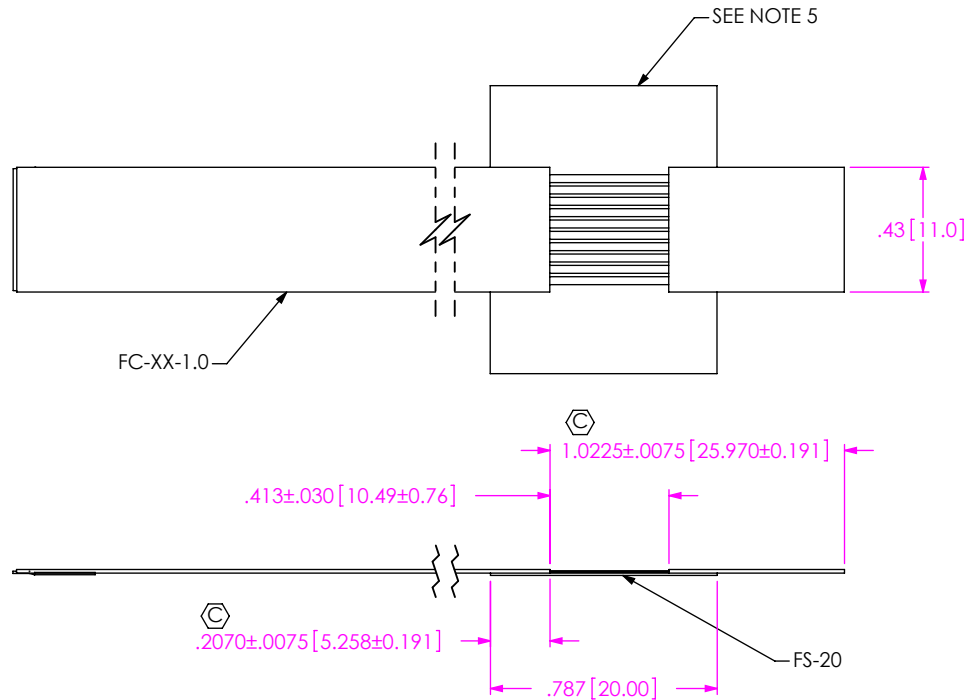 SEE NOTE 5
.43 [11.0]
FC-XX-1.0
C
1.0225±.0075 [25.970±0.191]
.413±.030 [10.49±0.76]
C
.2070±.0075 [5.258±0.191]
FS-20
.787 [20.00]